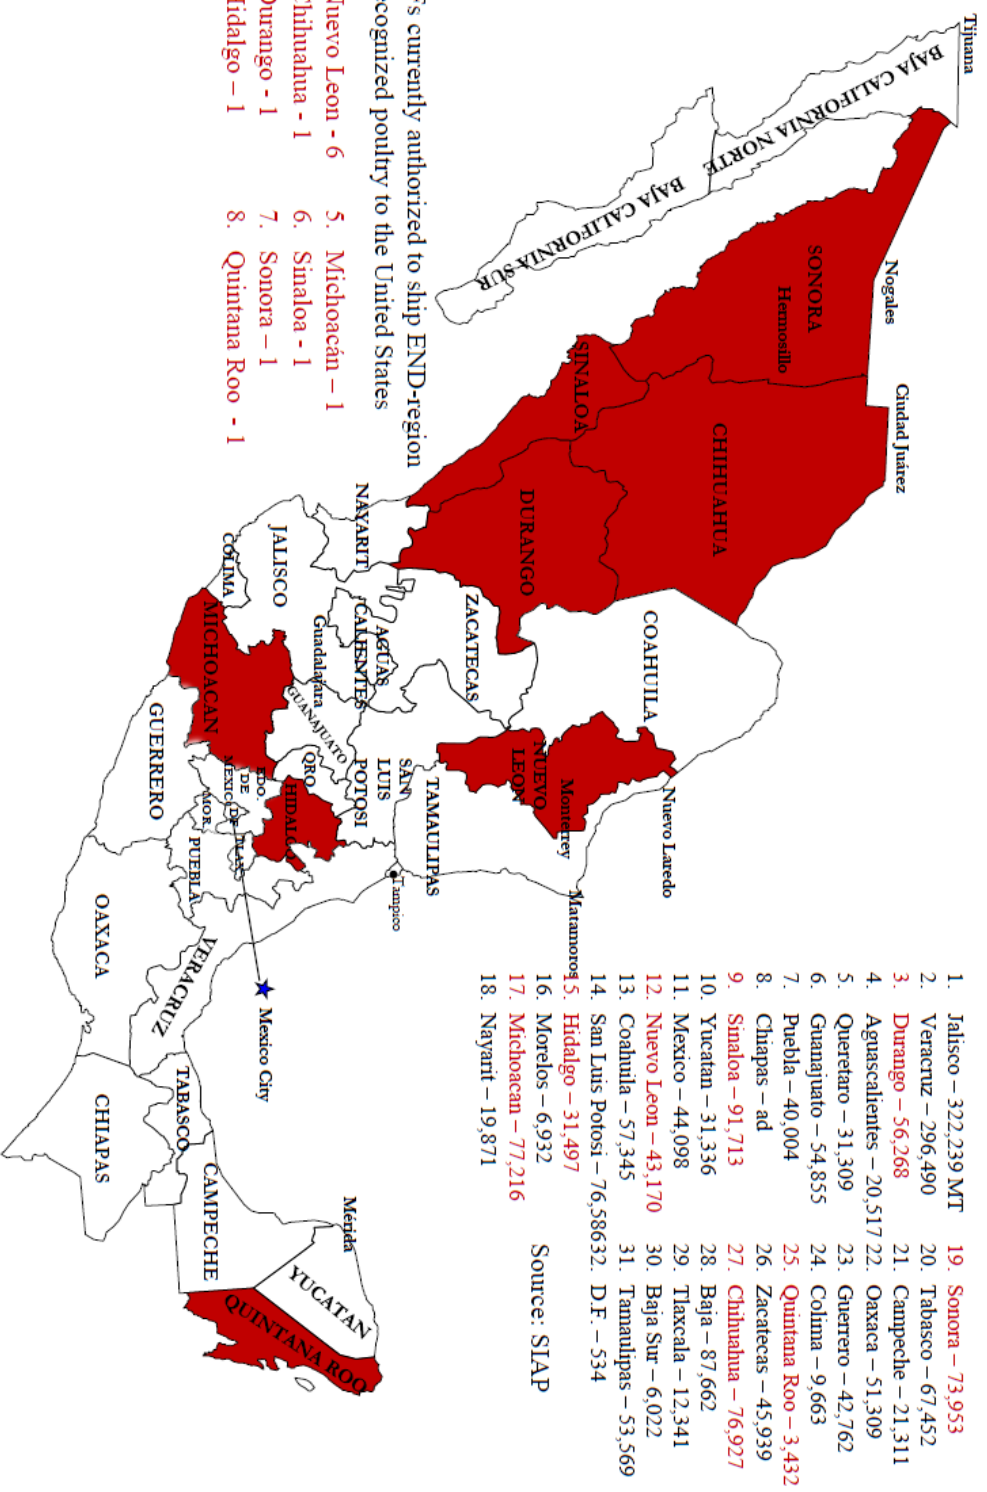 Tijuana
BAJA CALIFORNIA NORTE
BAJA CALIFORNIA SUR
Nogales
SONORA
Hermosillo
Ciudad Juárez
CHIHUAHUA
SINALOA
DURANGO
COAHUILA
Nuevo Laredo
NUEVO
LEON
Monterrey
Matamoros
TAMAULIPAS
Tampico
ZACATECAS
NAYARIT
AGUAS
CALIENTES
SAN
LUIS
POTOSI
JALISCO
Guadalajara
GUANAJUATO
QRO
HIDALGO
COLIMA
MICHOACAN
EDO.
DE
MEXICO
D.F.
TLAX
MOR.
PUEBLA
GUERRERO
VERACRUZ
OAXACA
Mexico City
TABASCO
CHIAPAS
CAMPECHE
Mérida
YUCATAN
QUINTANA ROO
s currently authorized to ship END-region
ecognized poultry to the United States
Nuevo Leon - 6
Chihuahua - 1
Durango - 1
Hidalgo – 1
5. Michoacán – 1
6. Sinaloa - 1
7. Sonora – 1
8. Quintana Roo - 1
1. Jalisco – 322,239 MT
2. Veracruz – 296,490
3. Durango – 56,268
4. Aguascalientes – 20,517
5. Queretaro – 31,309
6. Guanajuato – 54,855
7. Puebla – 40,004
8. Chiapas – ad
9. Sinaloa – 91,713
10. Yucatan – 31,336
11. Mexico – 44,098
12. Nuevo Leon – 43,170
13. Coahuila – 57,345
14. San Luis Potosi – 76,586
15. Hidalgo – 31,497
16. Morelos – 6,932
17. Michoacan – 77,216
18. Nayarit – 19,871
19. Sonora – 73,953
20. Tabasco – 67,452
21. Campeche – 21,311
22. Oaxaca – 51,309
23. Guerrero – 42,762
24. Colima – 9,663
25. Quintana Roo – 3,432
26. Zacatecas – 45,939
27. Chihuahua – 76,927
28. Baja – 87,662
29. Tlaxcala – 12,341
30. Baja Sur – 6,022
31. Tamaulipas – 53,569
32. D.F. – 534
Source: SIAP